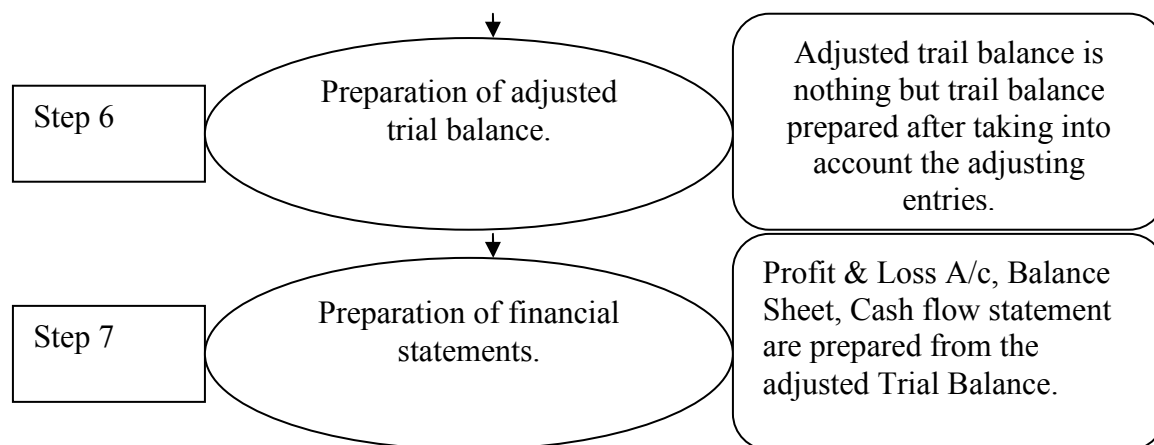 Step 6
Preparation of adjusted
trial balance.
Adjusted trail balance is
nothing but trail balance
prepared after taking into
account the adjusting
entries.
Step 7
Preparation of financial
statements.
Profit & Loss A/c, Balance
Sheet, Cash flow statement
are prepared from the
adjusted Trial Balance.